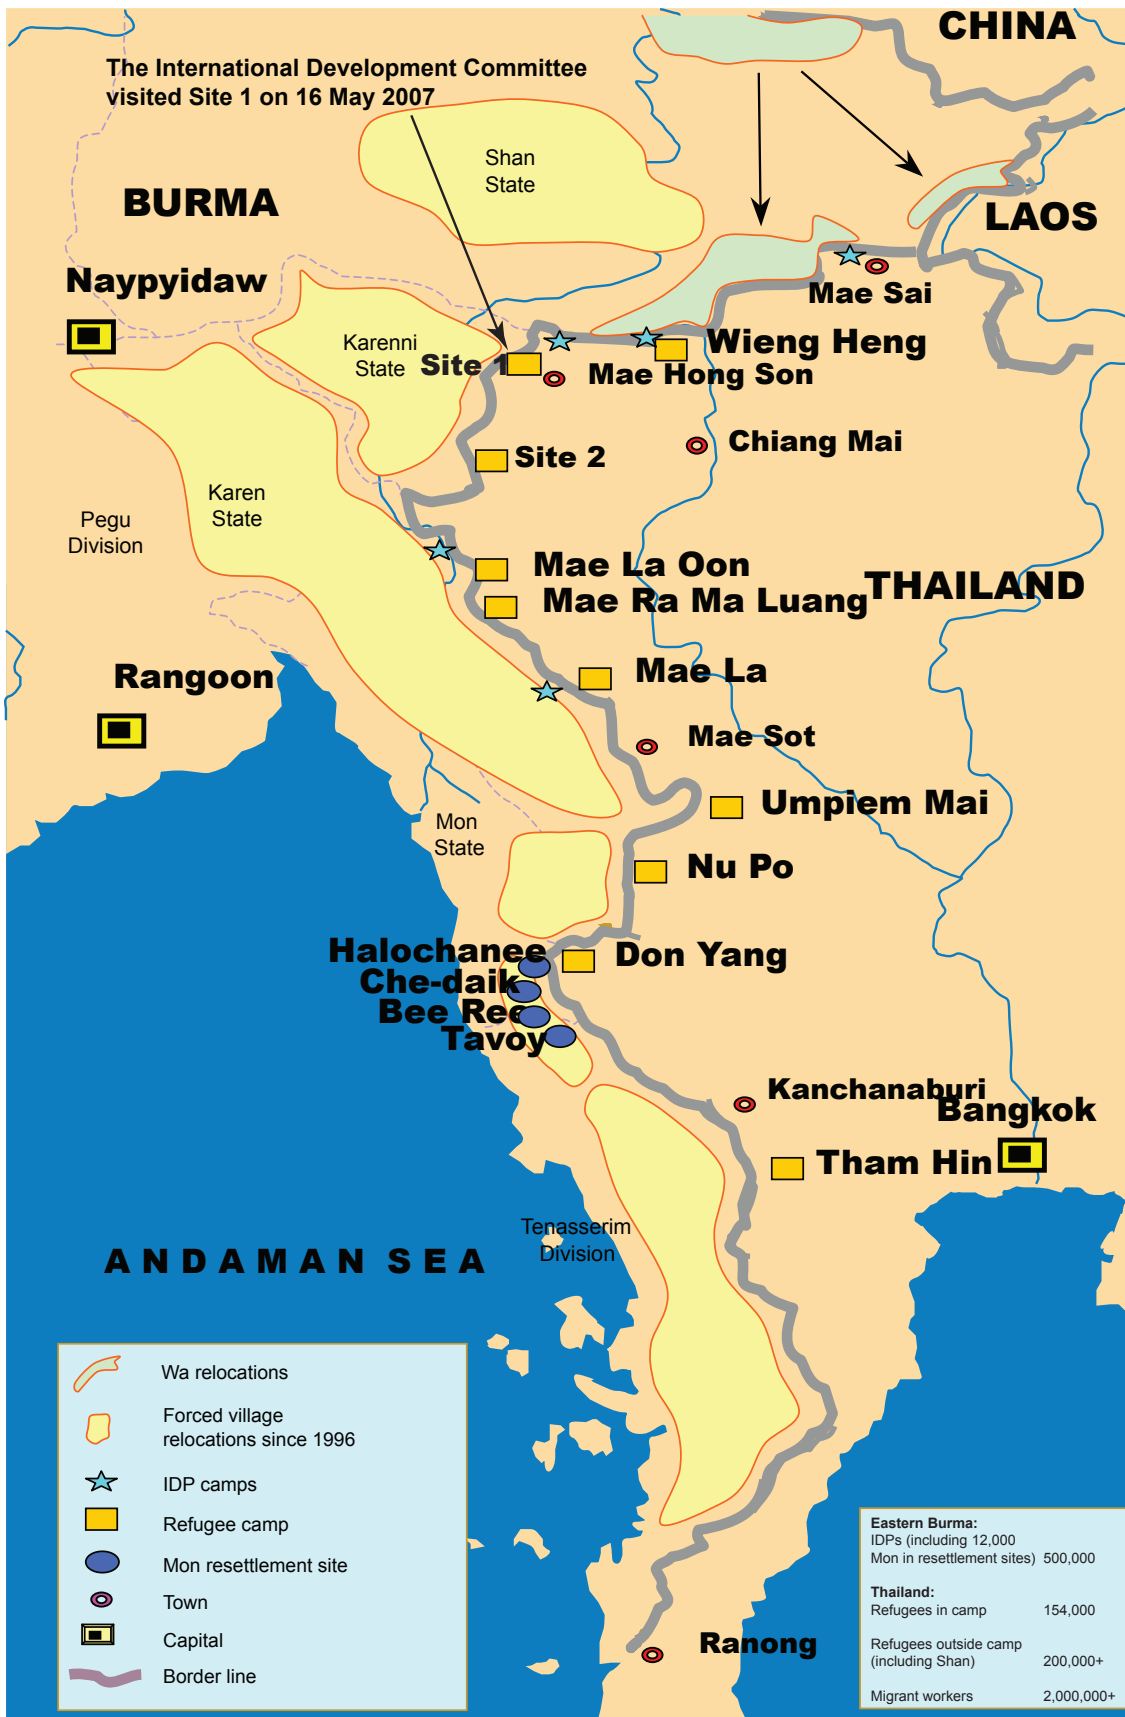 CHINA
The International Development Committee
visited Site 1 on 16 May 2007
Shan
State
BURMA
LAOS
Naypyidaw
Mae Sai
Karenni
State
Site 1
Wieng Heng
Mae Hong Son
Chiang Mai
Site 2
Karen
State
Pegu
Division
Mae La Oon
THAILAND
Mae Ra Ma Luang
Mae La
Rangoon
Mae Sot
Umpiem Mai
Mon
State
Nu Po
Halochanee
Don Yang
Che-daik
Bee Ree
Tavoy
Kanchanaburi
Bangkok
Tham Hin
Tenasserim
Division
ANDAMAN SEA
Wa relocations
Forced village
relocations since 1996
IDP camps
Refugee camp
Mon resettlement site
Town
Capital
Border line
Ranong
Eastern Burma:
IDPs (including 12,000
Mon in resettlement sites) 500,000
Thailand:
Refugees in camp 154,000
Refugees outside camp
(including Shan) 200,000+
Migrant workers 2,000,000+